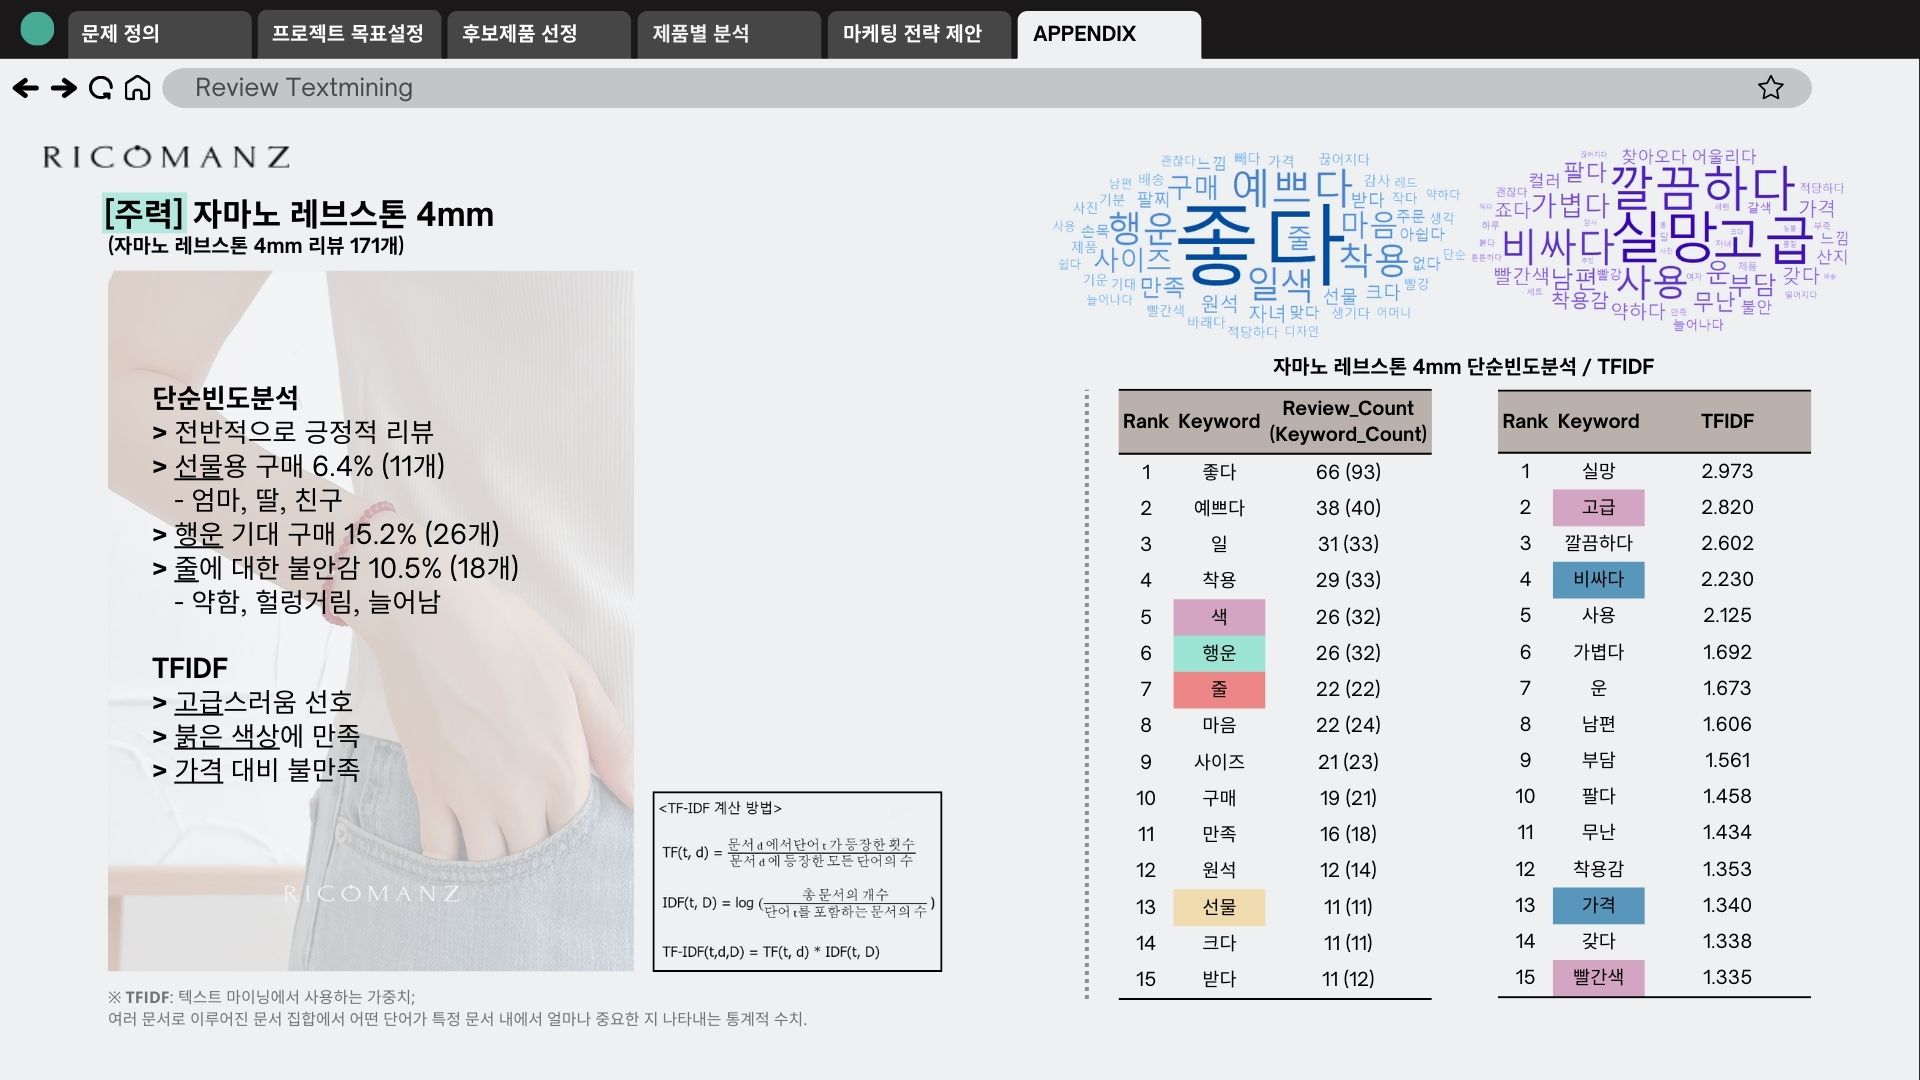 문제 정의
프로젝트 목표설정
후보제품 선정
제품별 분석
마케팅 전략 제안
APPENDIX
Review Textmining
RICOMANZ
[주력] 자마노 레브스톤 4mm
(자마노 레브스톤 4mm 리뷰 171개)
단순빈도분석
> 전반적으로 긍정적 리뷰
> 선물용 구매 6.4% (11개)
- 엄마, 딸, 친구
> 행운 기대 구매 15.2% (26개)
> 줄에 대한 불안감 10.5% (18개)
- 약함, 헐렁거림, 늘어남
TFIDF
> 고급스러움 선호
> 붉은 색상에 만족
> 가격 대비 불만족
RICOMANZ
<TF-IDF 계산 방법>
TF(t, d) = 문서 d 에서 단어 t 가 등장한 횟수
문서 d 에 등장한 모든 단어의 수
IDF(t, D) = log ( 총 문서의 개수
단어 t를 포함하는 문서의 수 )
TF-IDF(t,d,D) = TF(t, d) * IDF(t, D)
※ TFIDF: 텍스트 마이닝에서 사용하는 가중치;
여러 문서로 이루어진 문서 집합에서 어떤 단어가 특정 문서 내에서 얼마나 중요한 지 나타내는 통계적 수치.
괜찮다 느낌 빼다 가격 끊어지다
남편 배송 구매 예쁘다 감사 레드
사진 기분 팔찌 받다 작다 약하다
사용 손목 행운 좋다 줄 마음 주문 생각
제품 사이즈 착용 아쉽다
쉽다 없다 단순
기운 기대 만족 일색 선물 크다 빨강
늘어나다 원석
빨간색 자녀 맞다 생기다 어머니
바래다 적당하다 디자인
끊어지다 찾아오다 어울리다
컬러 팔다 깔끔하다 적당하다
괜찮다 죠다 가볍다 갈색 가격
하루 비싸다 실망 고급 느낌
튼튼하다 산지
빨간색 남편 빨강 사용 여자 운 제품 부담 갖다
세트 착용감 약하다 만족 무난 불안 떨어지다
늘어나다
자마노 레브스톤 4mm 단순빈도분석 / TFIDF
Rank Keyword Review_Count
(Keyword_Count)
1 좋다 66 (93)
2 예쁘다 38 (40)
3 일 31 (33)
4 착용 29 (33)
5 색 26 (32)
6 행운 26 (32)
7 줄 22 (22)
8 마음 22 (24)
9 사이즈 21 (23)
10 구매 19 (21)
11 만족 16 (18)
12 원석 12 (14)
13 선물 11 (11)
14 크다 11 (11)
15 받다 11 (12)
Rank Keyword TFIDF
1 실망 2.973
2 고급 2.820
3 깔끔하다 2.602
4 비싸다 2.230
5 사용 2.125
6 가볍다 1.692
7 운 1.673
8 남편 1.606
9 부담 1.561
10 팔다 1.458
11 무난 1.434
12 착용감 1.353
13 가격 1.340
14 갖다 1.338
15 빨간색 1.335